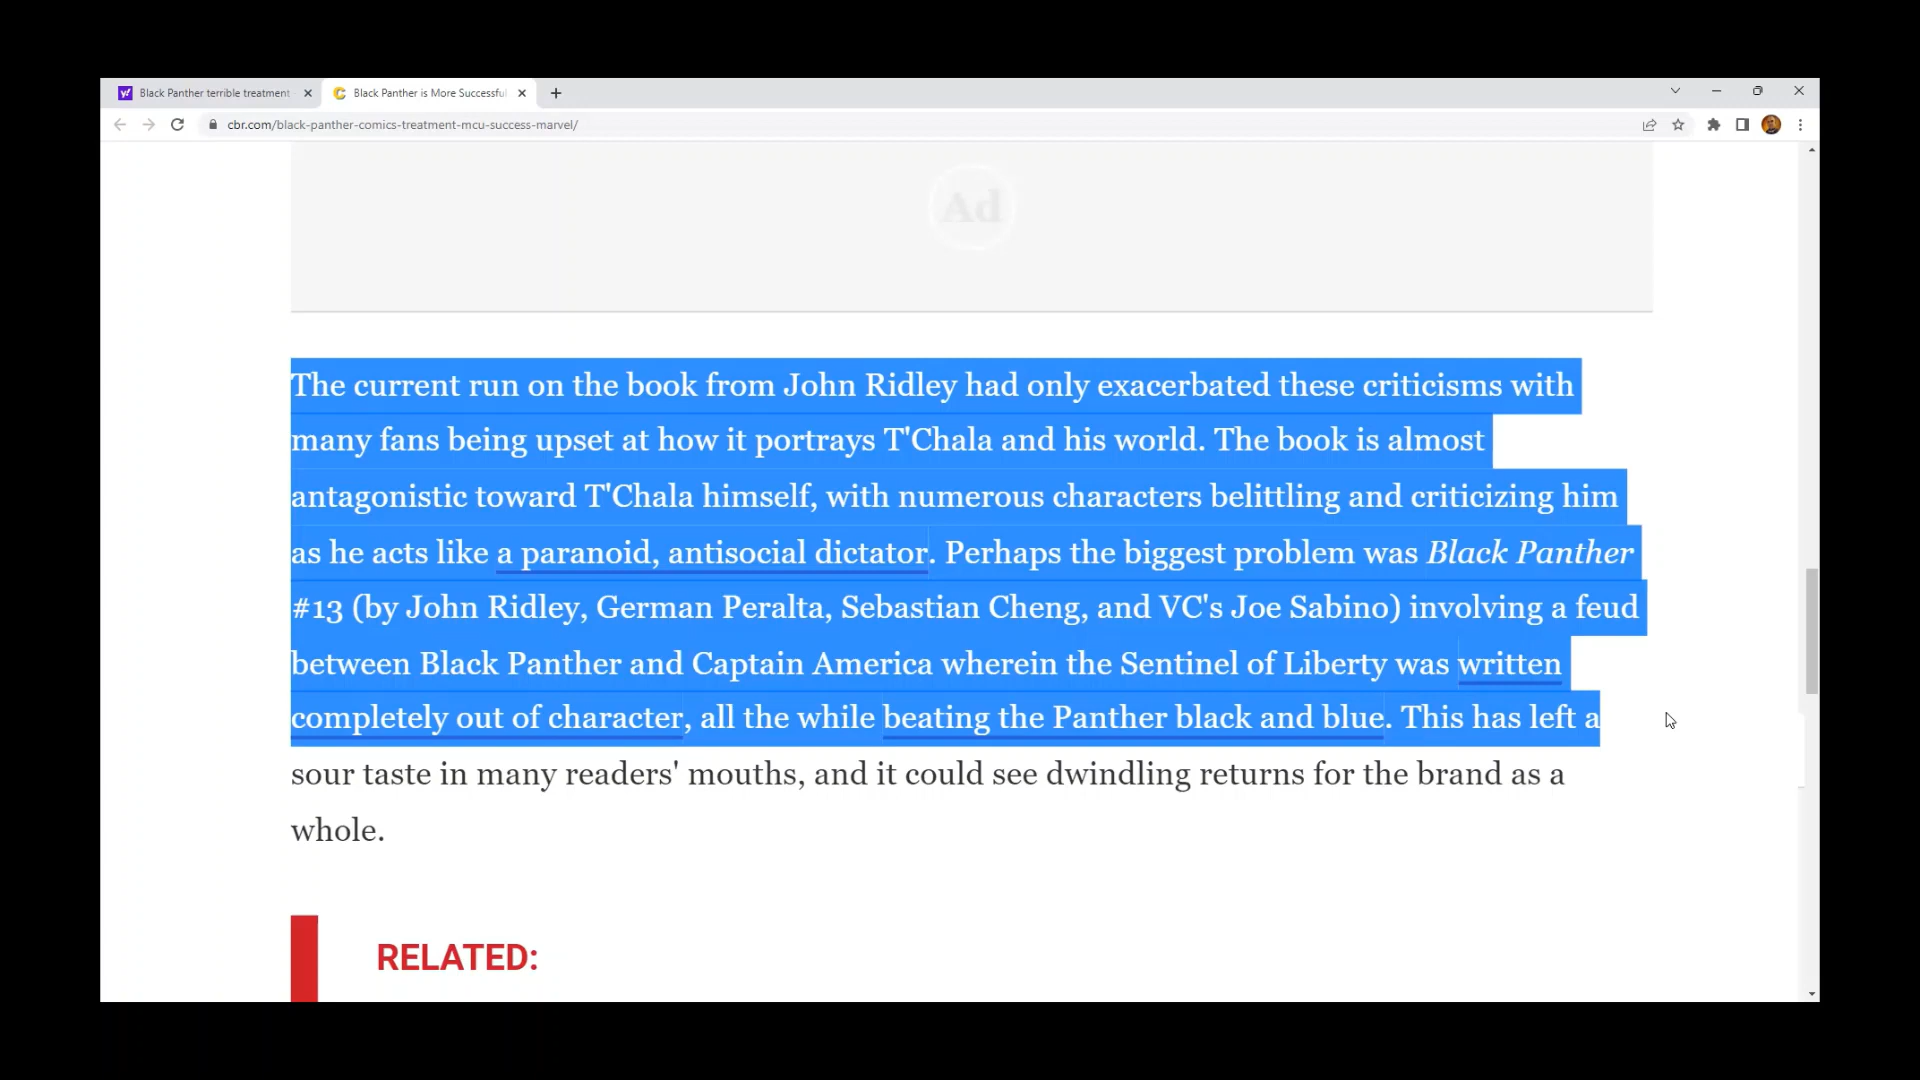 Black Panther terrible treatment
Black Panther is More Successful
cbr.com/black-panther-comics-treatment-mcu-success-marvel/
Ad
The current run on the book from John Ridley had only exacerbated these criticisms with
many fans being upset at how it portrays T'Chala and his world. The book is almost
antagonistic toward T'Chala himself, with numerous characters belittling and criticizing him
as he acts like a paranoid, antisocial dictator. Perhaps the biggest problem was Black Panther
#13 (by John Ridley, German Peralta, Sebastian Cheng, and VC's Joe Sabino) involving a feud
between Black Panther and Captain America wherein the Sentinel of Liberty was written
completely out of character, all the while beating the Panther black and blue. This has left a
sour taste in many readers' mouths, and it could see dwindling returns for the brand as a
whole.
RELATED: